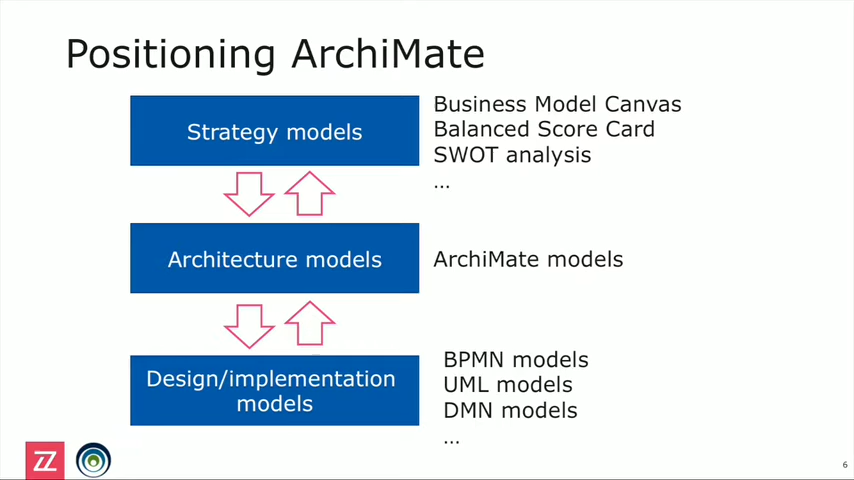 Positioning ArchiMate
Strategy models
Business Model Canvas
Balanced Score Card
SWOT analysis
…
Architecture models
ArchiMate models
Design/implementation
models
BPMN models
UML models
DMN models
…
ZZ
6